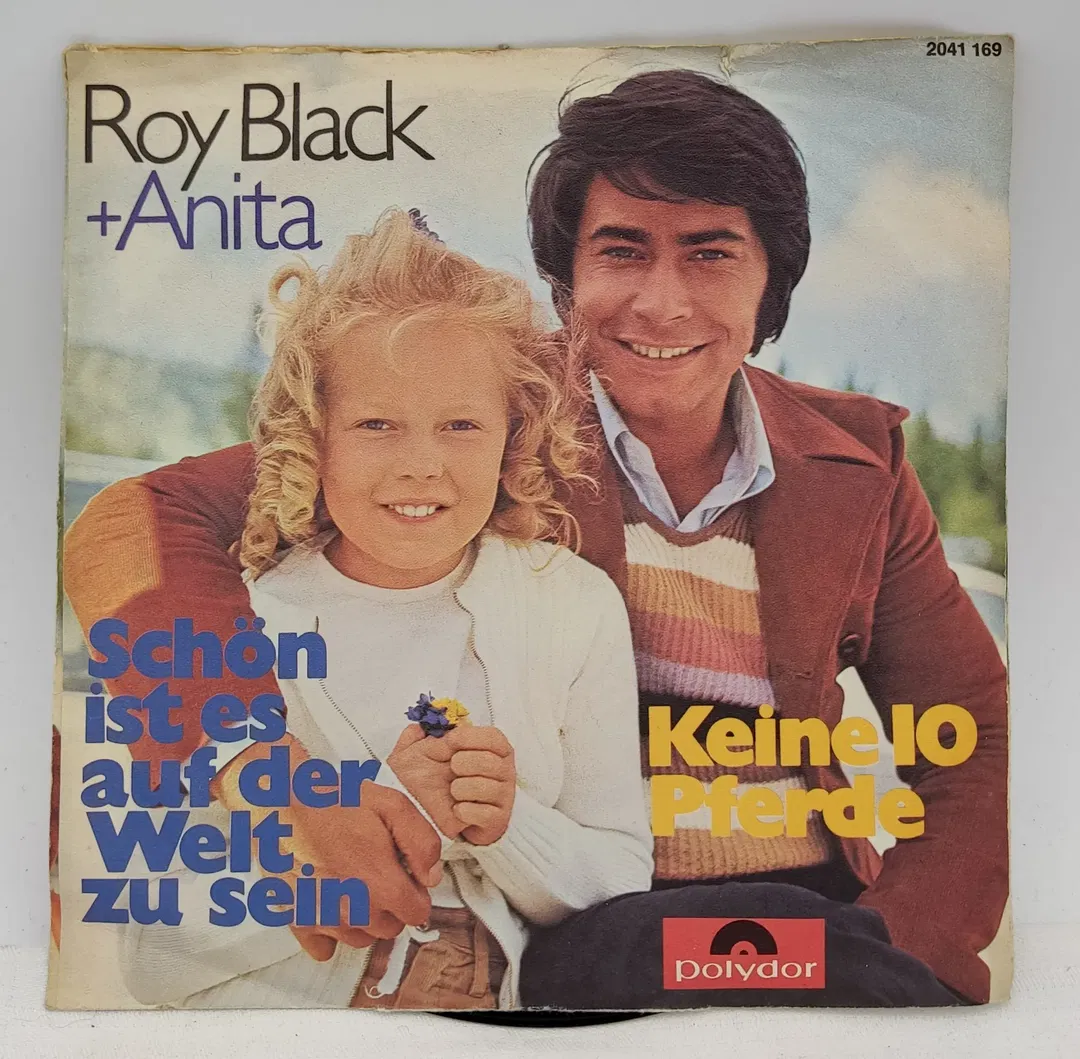 2041 169
Roy Black
+Anita
Schön
ist es
auf der
Welt
zu sein
Keine 10
Pferde
polydor